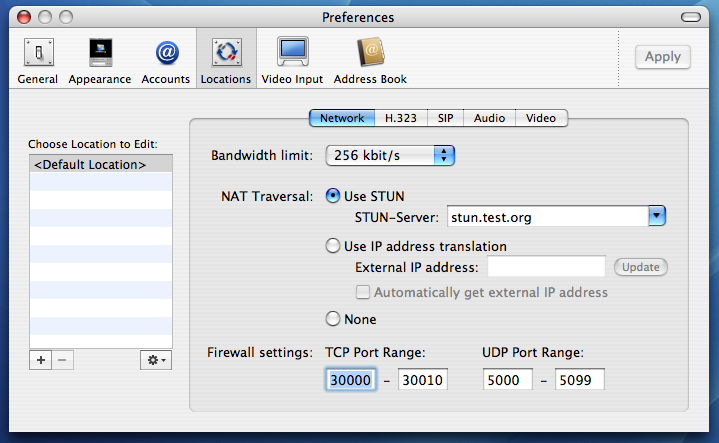 Preferences
General Appearance Accounts Locations Video Input Address Book
Apply
Network H.323 SIP Audio Video
Choose Location to Edit:
<Default Location>
Bandwidth limit: 256 kbit/s
NAT Traversal: Use STUN
STUN-Server: stun.test.org
Use IP address translation
External IP address: Update
Automatically get external IP address
None
Firewall settings: TCP Port Range: UDP Port Range:
30000 - 30010 5000 - 5099